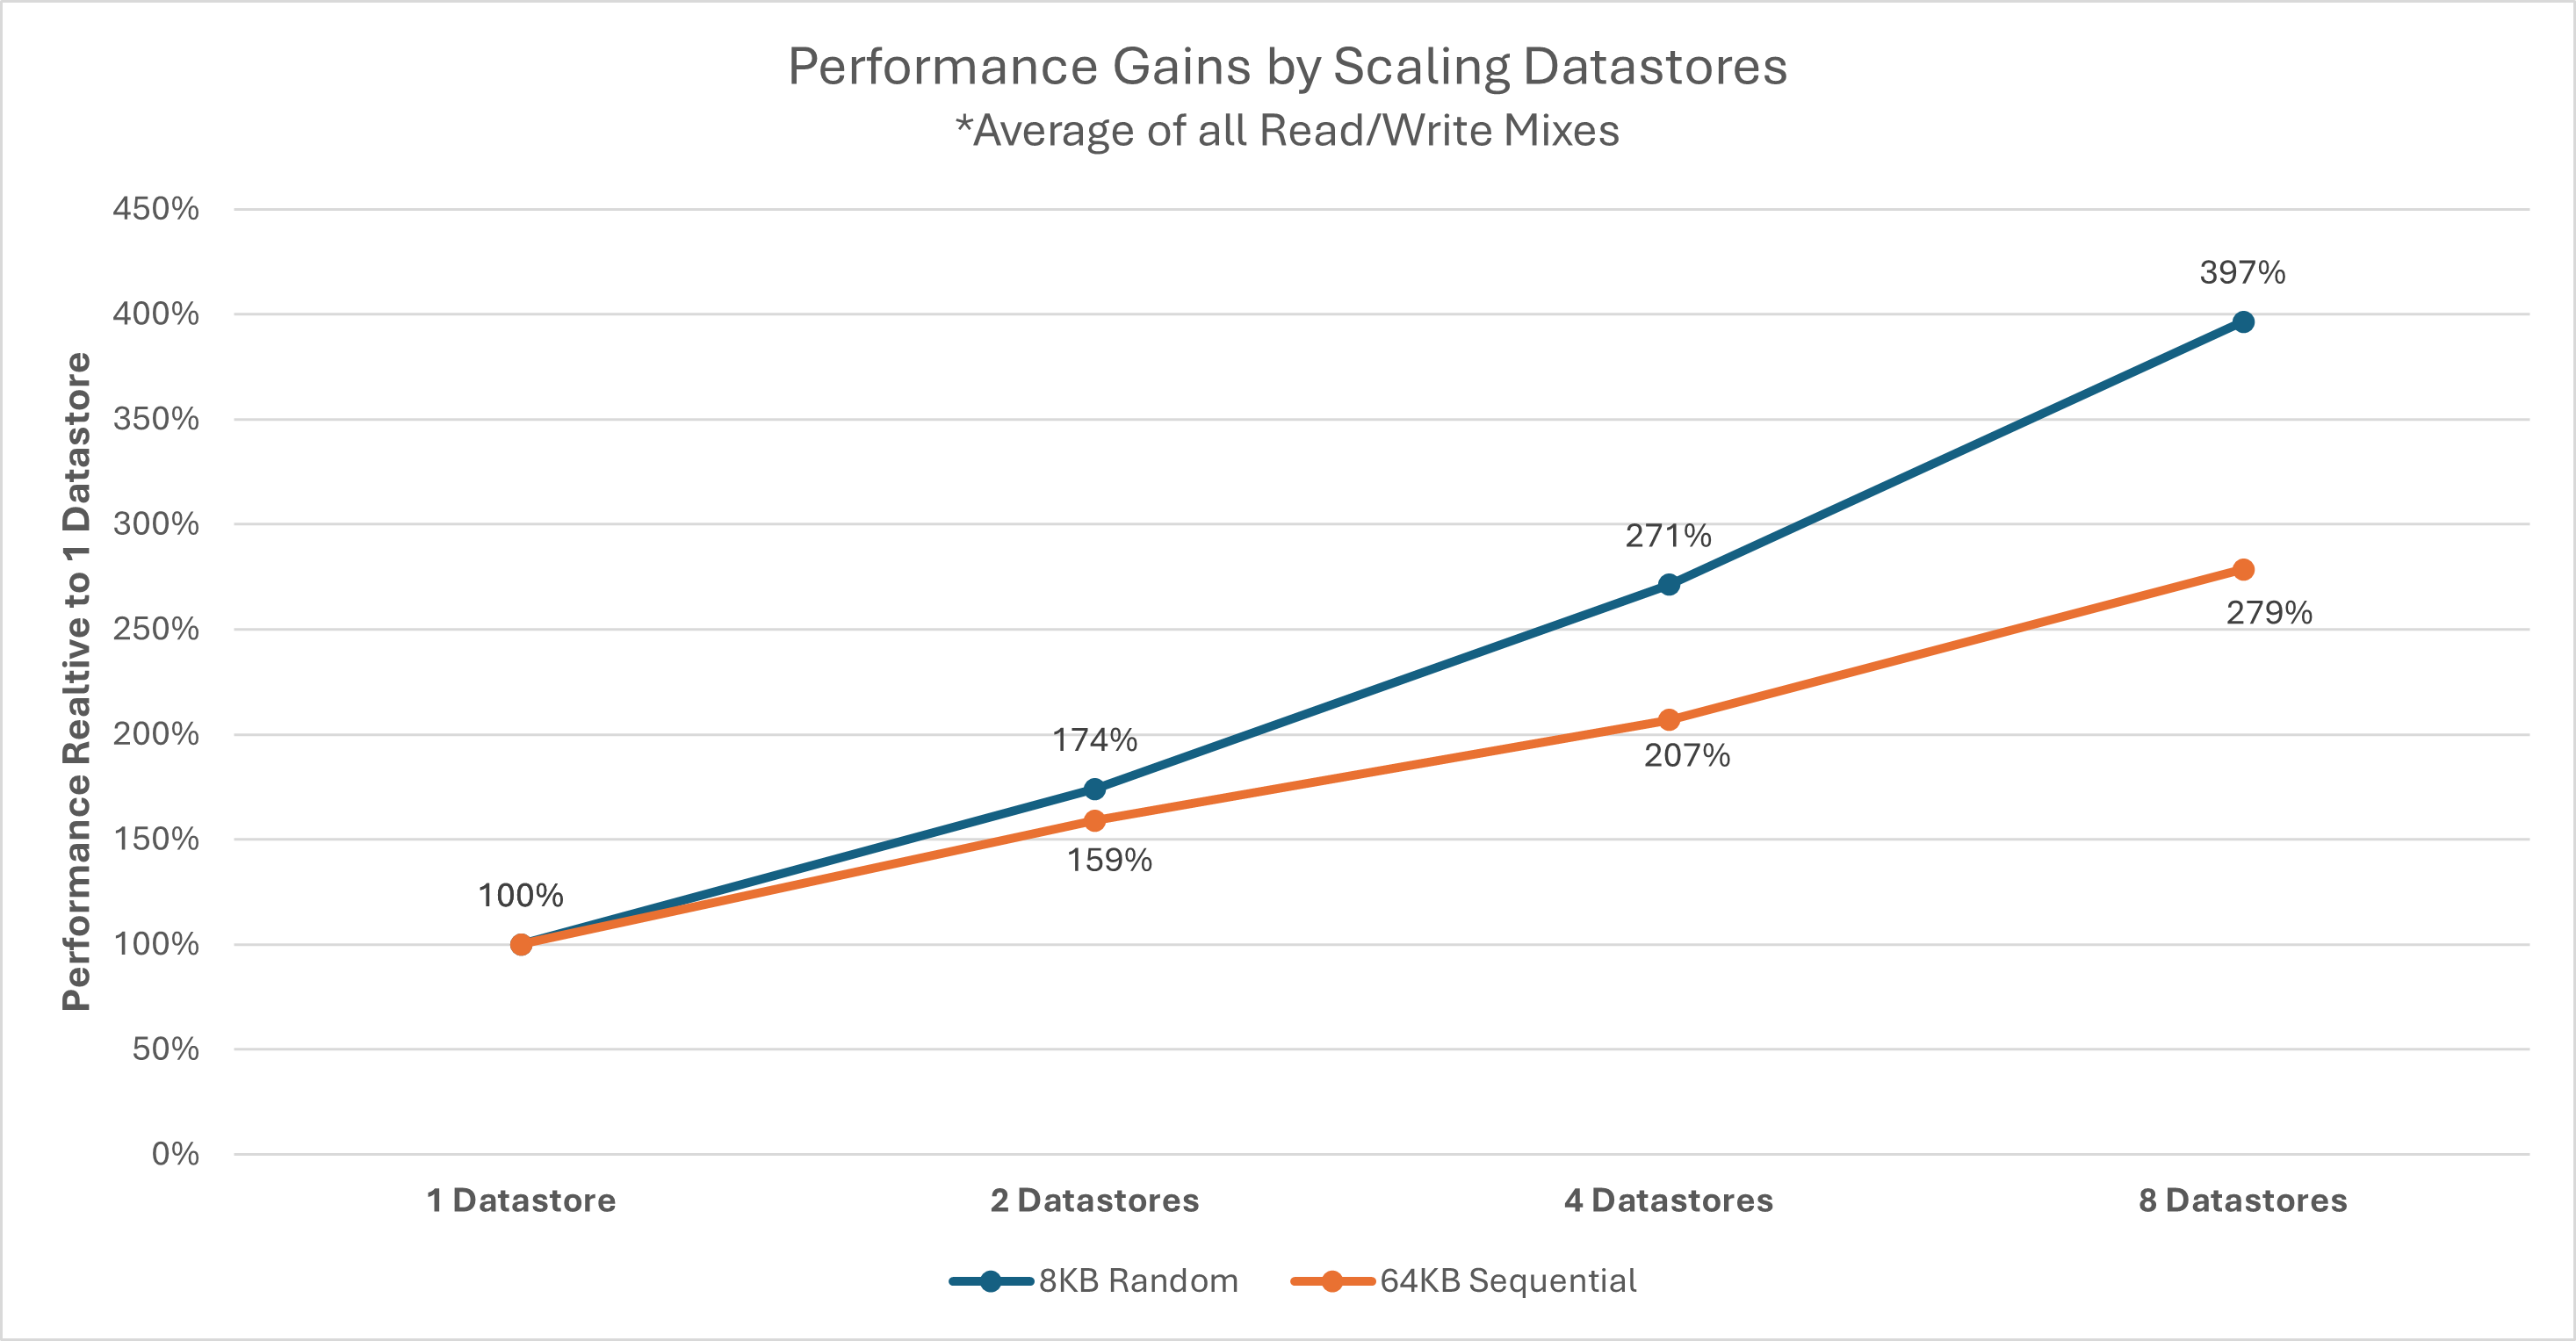 Performance Gains by Scaling Datastores
*Average of all Read/Write Mixes
Performance Realtive to 1 Datastore
450%
400%
350%
300%
250%
200%
150%
100%
50%
0%
397%
271%
279%
174%
207%
159%
100%
1 Datastore
2 Datastores
4 Datastores
8 Datastores
8KB Random
64KB Sequential